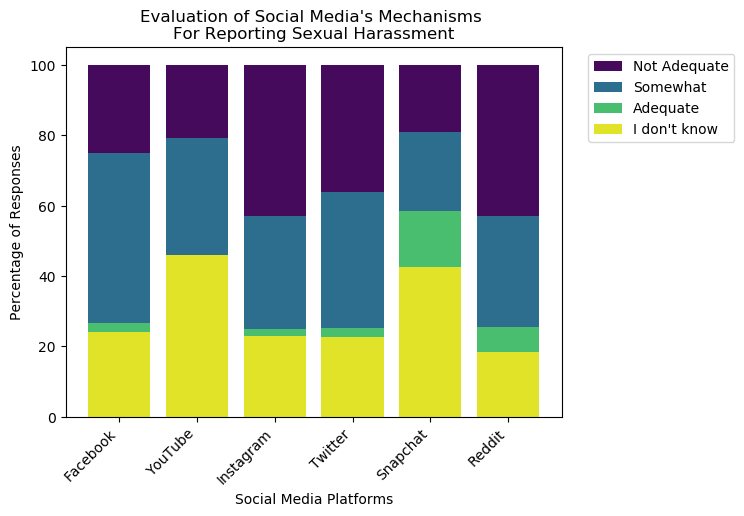 Evaluation of Social Media's Mechanisms
For Reporting Sexual Harassment
Not Adequate
Somewhat
Adequate
I don't know
Percentage of Responses
100
80
60
40
20
0
Facebook
YouTube
Instagram
Twitter
Snapchat
Reddit
Social Media Platforms